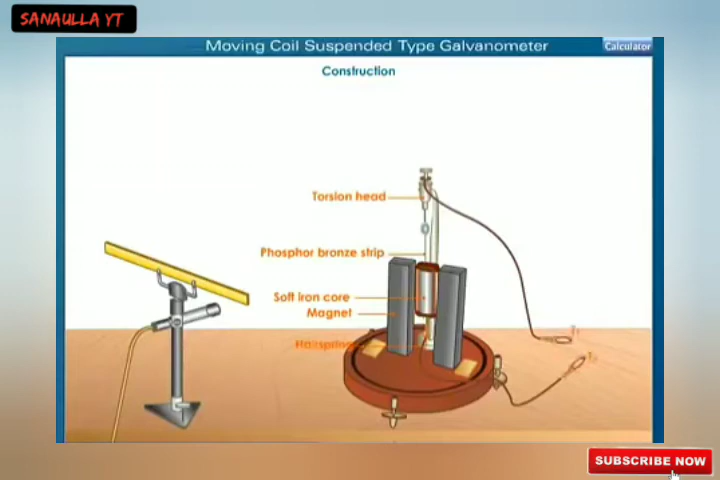 SANAULLA YT
Moving Coil Suspended Type Galvanometer
Calculator
Construction
Torsion head
Phosphor bronze strip
Soft iron core
Magnet
Hairspring
SUBSCRIBE NOW